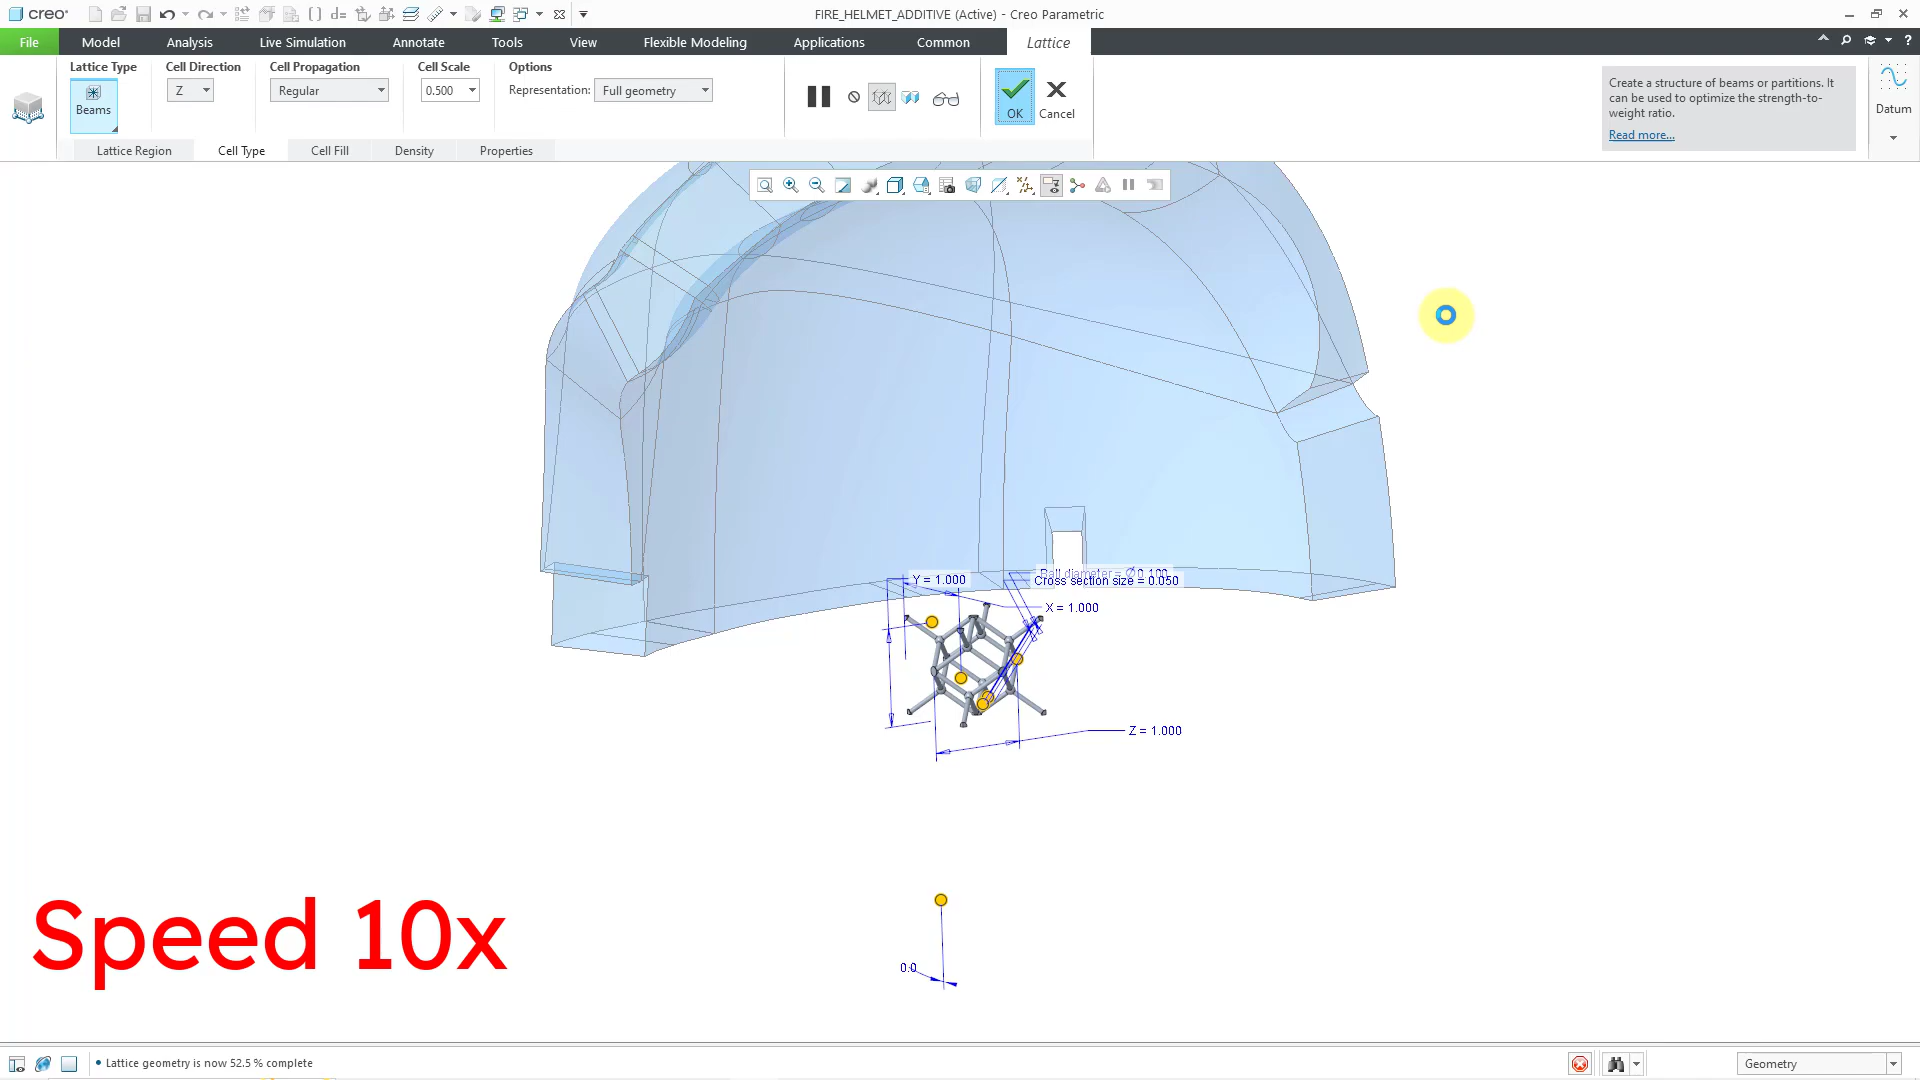 creo
FIRE_HELMET_ADDITIVE (Active) - Creo Parametric
File Model Analysis Live Simulation Annotate Tools View Flexible Modeling Applications Common Lattice
Lattice Type Cell Direction Cell Propagation Cell Scale Options
Beams Z Regular 0.500 Representation: Full geometry
OK Cancel
Create a structure of beams or partitions. It
can be used to optimize the strength-to-
weight ratio.
Read more...
Datum
Lattice Region Cell Type Cell Fill Density Properties
Y = 1.000
Ball diameter = Ø 0.100
Cross section size = 0.050
X = 1.000
Z = 1.000
0.0
Speed 10x
• Lattice geometry is now 52.5 % complete
Geometry